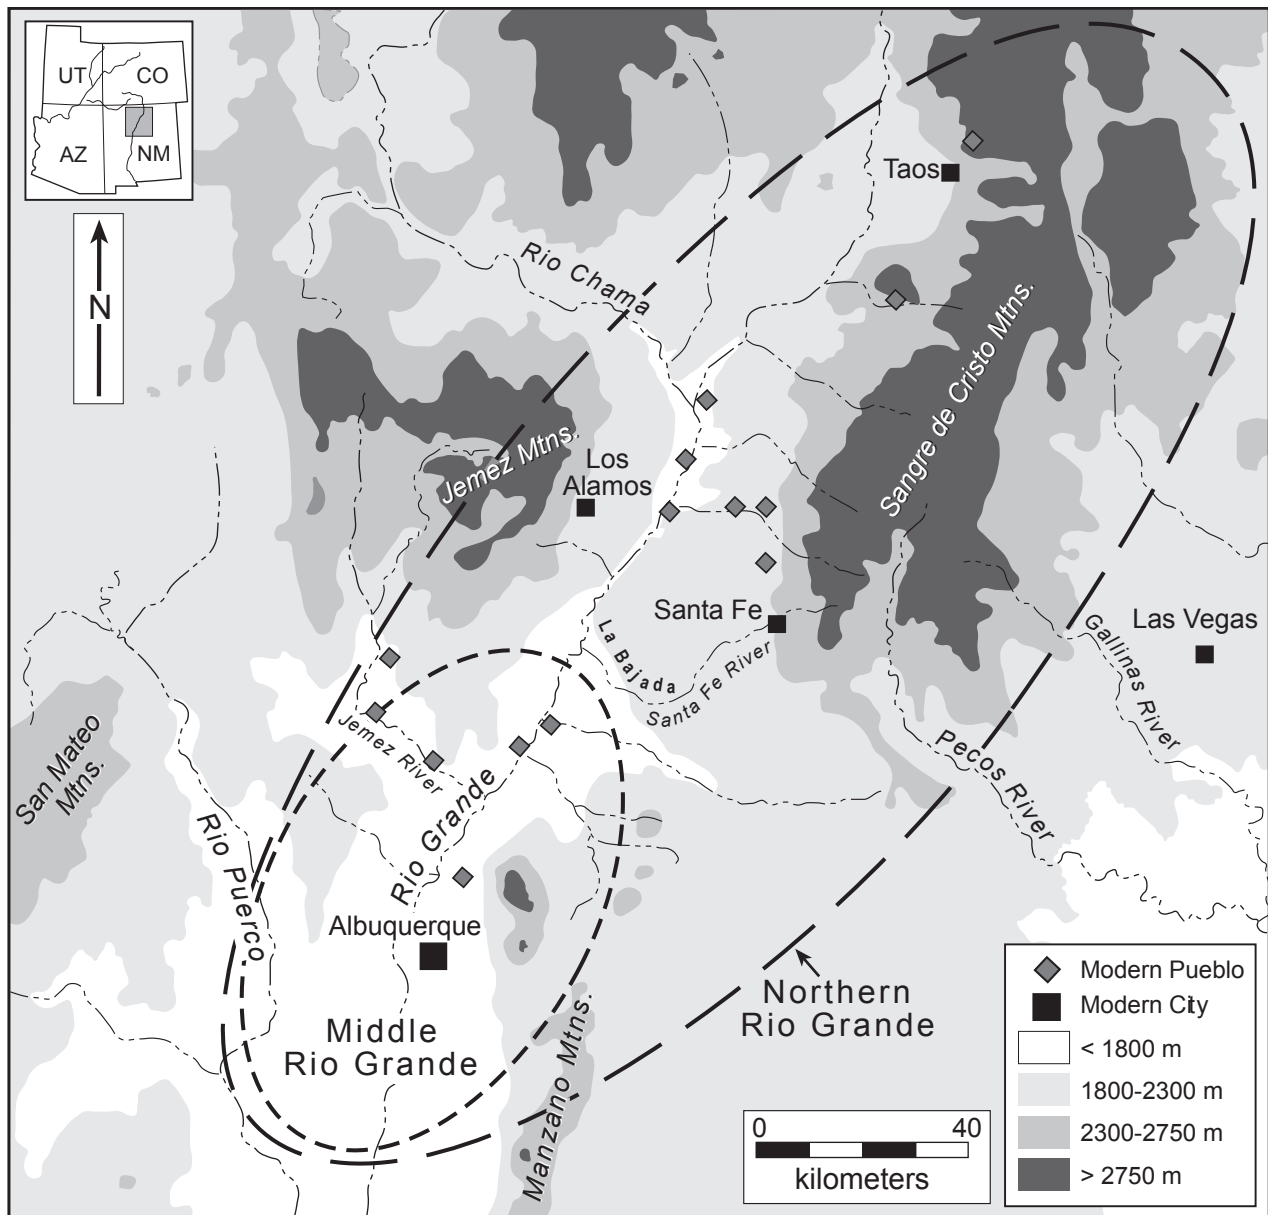 UT
CO
AZ
NM
N
Taos
Rio Chama
Sangre de Cristo Mtns.
Jemez Mtns.
Los
Alamos
Santa Fe
La Bajada
Santa Fe River
Las Vegas
Gallinas River
Pecos River
San Mateo
Mtns.
Jemez River
Rio Grande
Rio Puerco
Albuquerque
Middle
Rio Grande
Manzano Mtns.
Northern
Rio Grande
Modern Pueblo
Modern City
< 1800 m
1800-2300 m
2300-2750 m
> 2750 m
0 40
kilometers